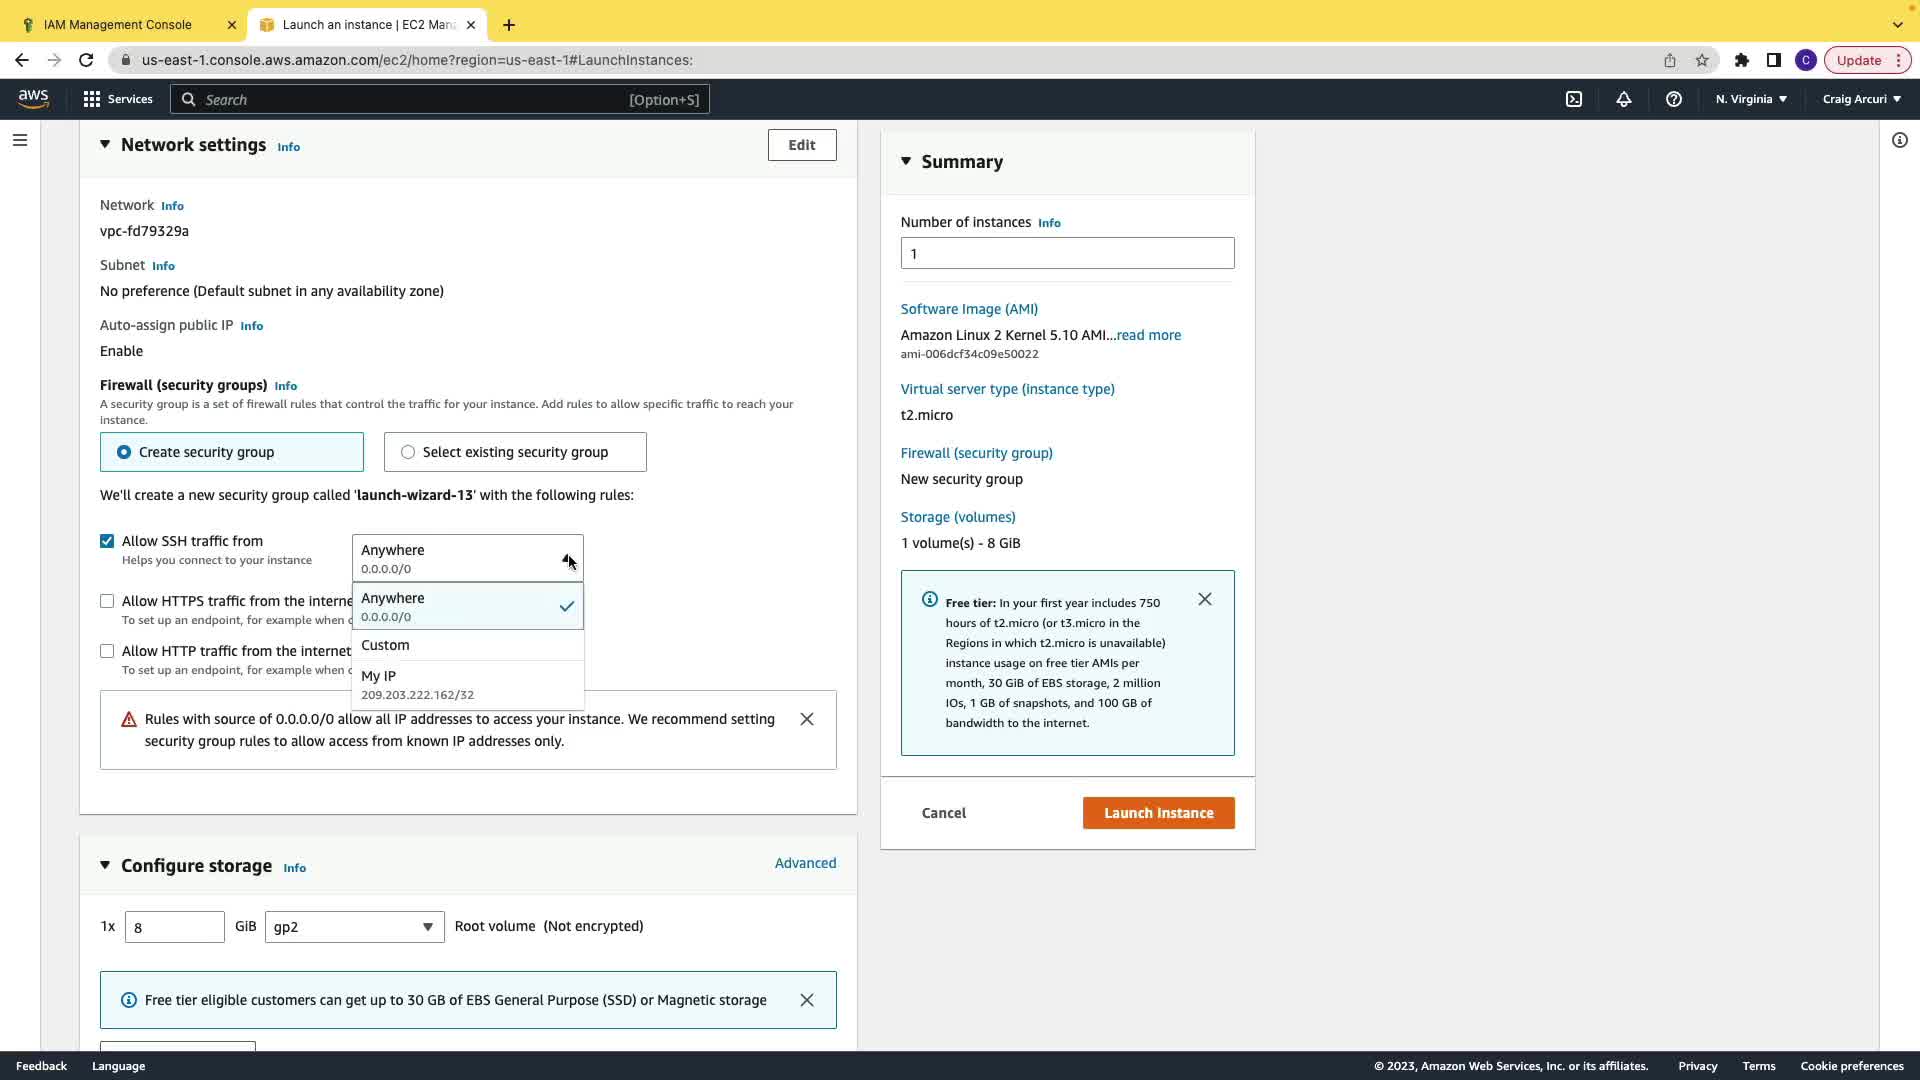 IAM Management Console
Launch an instance | EC2 Man
us-east-1.console.aws.amazon.com/ec2/home?region=us-east-1#LaunchInstances:
C
Update
aws
Services
Search
[Option+S]
N. Virginia
Craig Arcuri
Network settings Info
Edit
Network Info
vpc-fd79329a
Subnet Info
No preference (Default subnet in any availability zone)
Auto-assign public IP Info
Enable
Firewall (security groups) Info
A security group is a set of firewall rules that control the traffic for your instance. Add rules to allow specific traffic to reach your
instance.
Create security group
Select existing security group
We'll create a new security group called 'launch-wizard-13' with the following rules:
Allow SSH traffic from
Helps you connect to your instance
Anywhere
0.0.0.0/0
Anywhere
0.0.0.0/0
Custom
My IP
209.203.222.162/32
Allow HTTPS traffic from the interne
To set up an endpoint, for example when c
Allow HTTP traffic from the internet
To set up an endpoint, for example when c
Rules with source of 0.0.0.0/0 allow all IP addresses to access your instance. We recommend setting
security group rules to allow access from known IP addresses only.
Configure storage Info
Advanced
1x
8
GiB
gp2
Root volume (Not encrypted)
Free tier eligible customers can get up to 30 GB of EBS General Purpose (SSD) or Magnetic storage
Summary
Number of instances Info
1
Software Image (AMI)
Amazon Linux 2 Kernel 5.10 AMI...read more
ami-006dcf34c09e50022
Virtual server type (instance type)
t2.micro
Firewall (security group)
New security group
Storage (volumes)
1 volume(s) - 8 GiB
Free tier: In your first year includes 750
hours of t2.micro (or t3.micro in the
Regions in which t2.micro is unavailable)
instance usage on free tier AMIs per
month, 30 GiB of EBS storage, 2 million
IOs, 1 GB of snapshots, and 100 GB of
bandwidth to the internet.
Cancel
Launch instance
Feedback
Language
© 2023, Amazon Web Services, Inc. or its affiliates.
Privacy
Terms
Cookie preferences